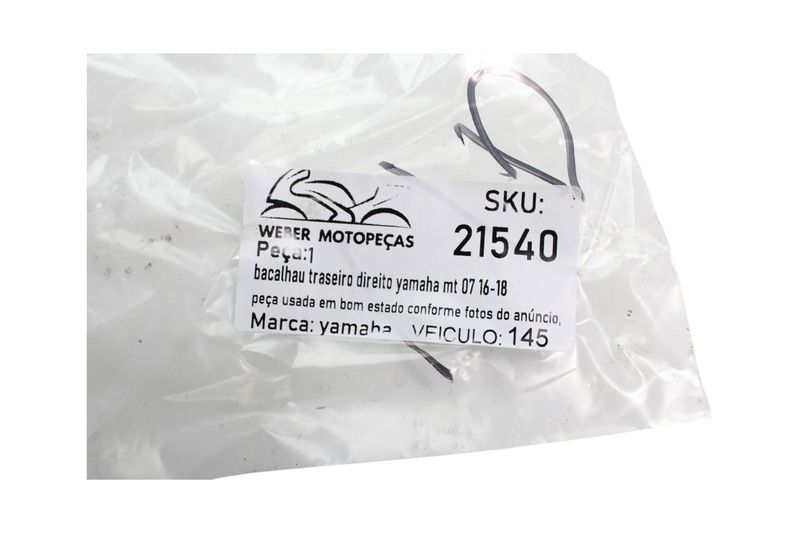 WEBER MOTOPEÇAS
SKU:
21540
Peça:1
bacalhau traseiro direito yamaha mt 07 16-18
peça usada em bom estado conforme fotos do anúncio,
Marca: yamaha VEICULO: 145